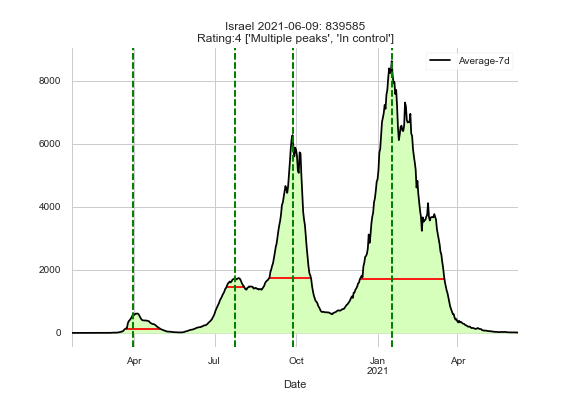 Israel 2021-06-09: 839585
Rating:4 ['Multiple peaks', 'In control']
Average-7d
8000
6000
4000
2000
0
Apr
Jul
Oct
Jan
2021
Apr
Date